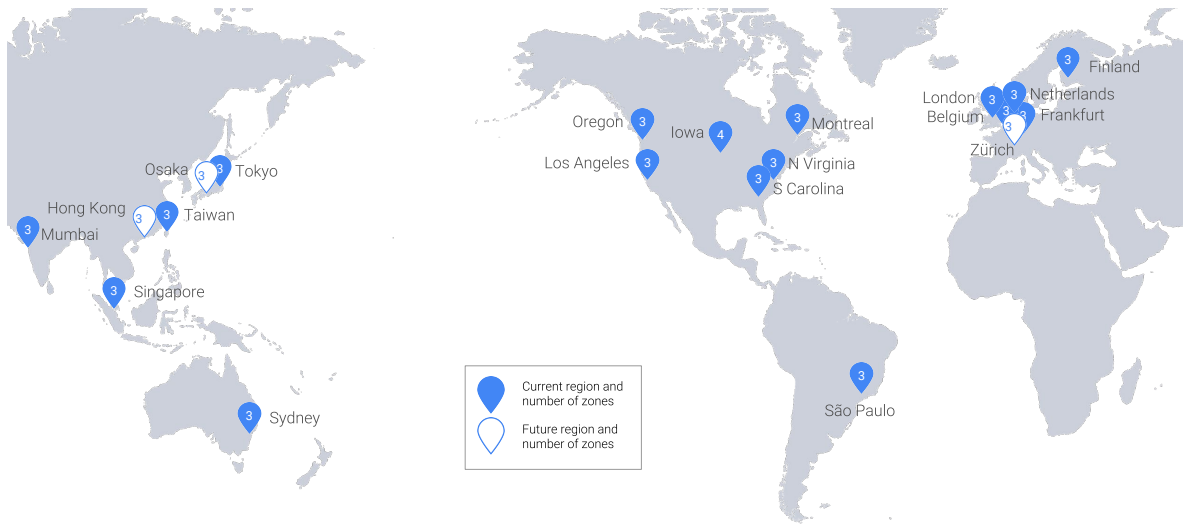 3
Finland
3
Netherlands
London
3
3
Belgium
3
Frankfurt
3
Zürich
Oregon
3
Iowa
4
3
Montreal
Los Angeles
3
3
N Virginia
3
S Carolina
Osaka
3
3
Tokyo
Hong Kong
3
3
Taiwan
3
Mumbai
3
Singapore
3
São Paulo
3
Sydney
Current region and
number of zones
Future region and
number of zones